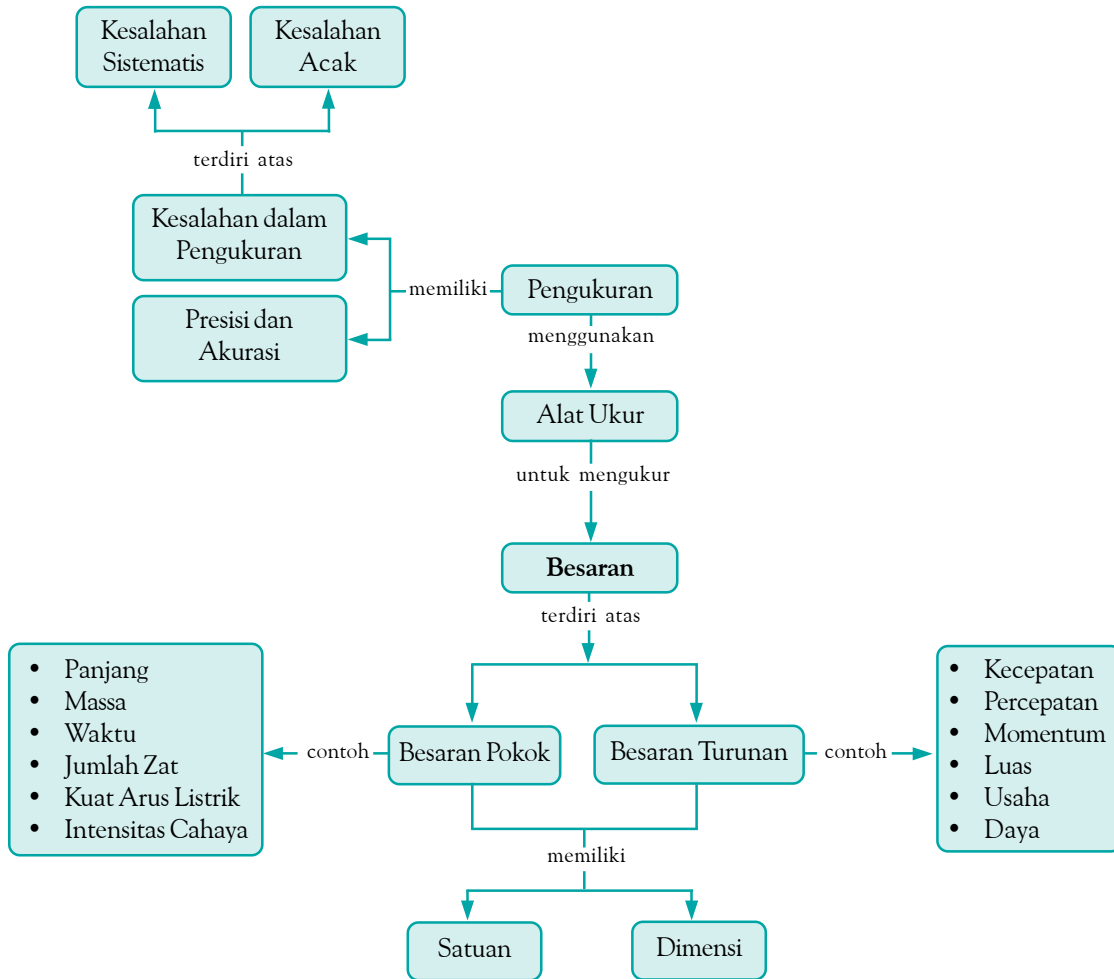 Kesalahan
Sistematis
Kesalahan
Acak
terdiri atas
Kesalahan dalam
Pengukuran
memiliki
Pengukuran
Presisi dan
Akurasi
menggunakan
Alat Ukur
untuk mengukur
Besaran
terdiri atas
• Panjang
• Massa
• Waktu
• Jumlah Zat
• Kuat Arus Listrik
• Intensitas Cahaya
contoh
Besaran Pokok
Besaran Turunan
contoh
• Kecepatan
• Percepatan
• Momentum
• Luas
• Usaha
• Daya
memiliki
Satuan
Dimensi